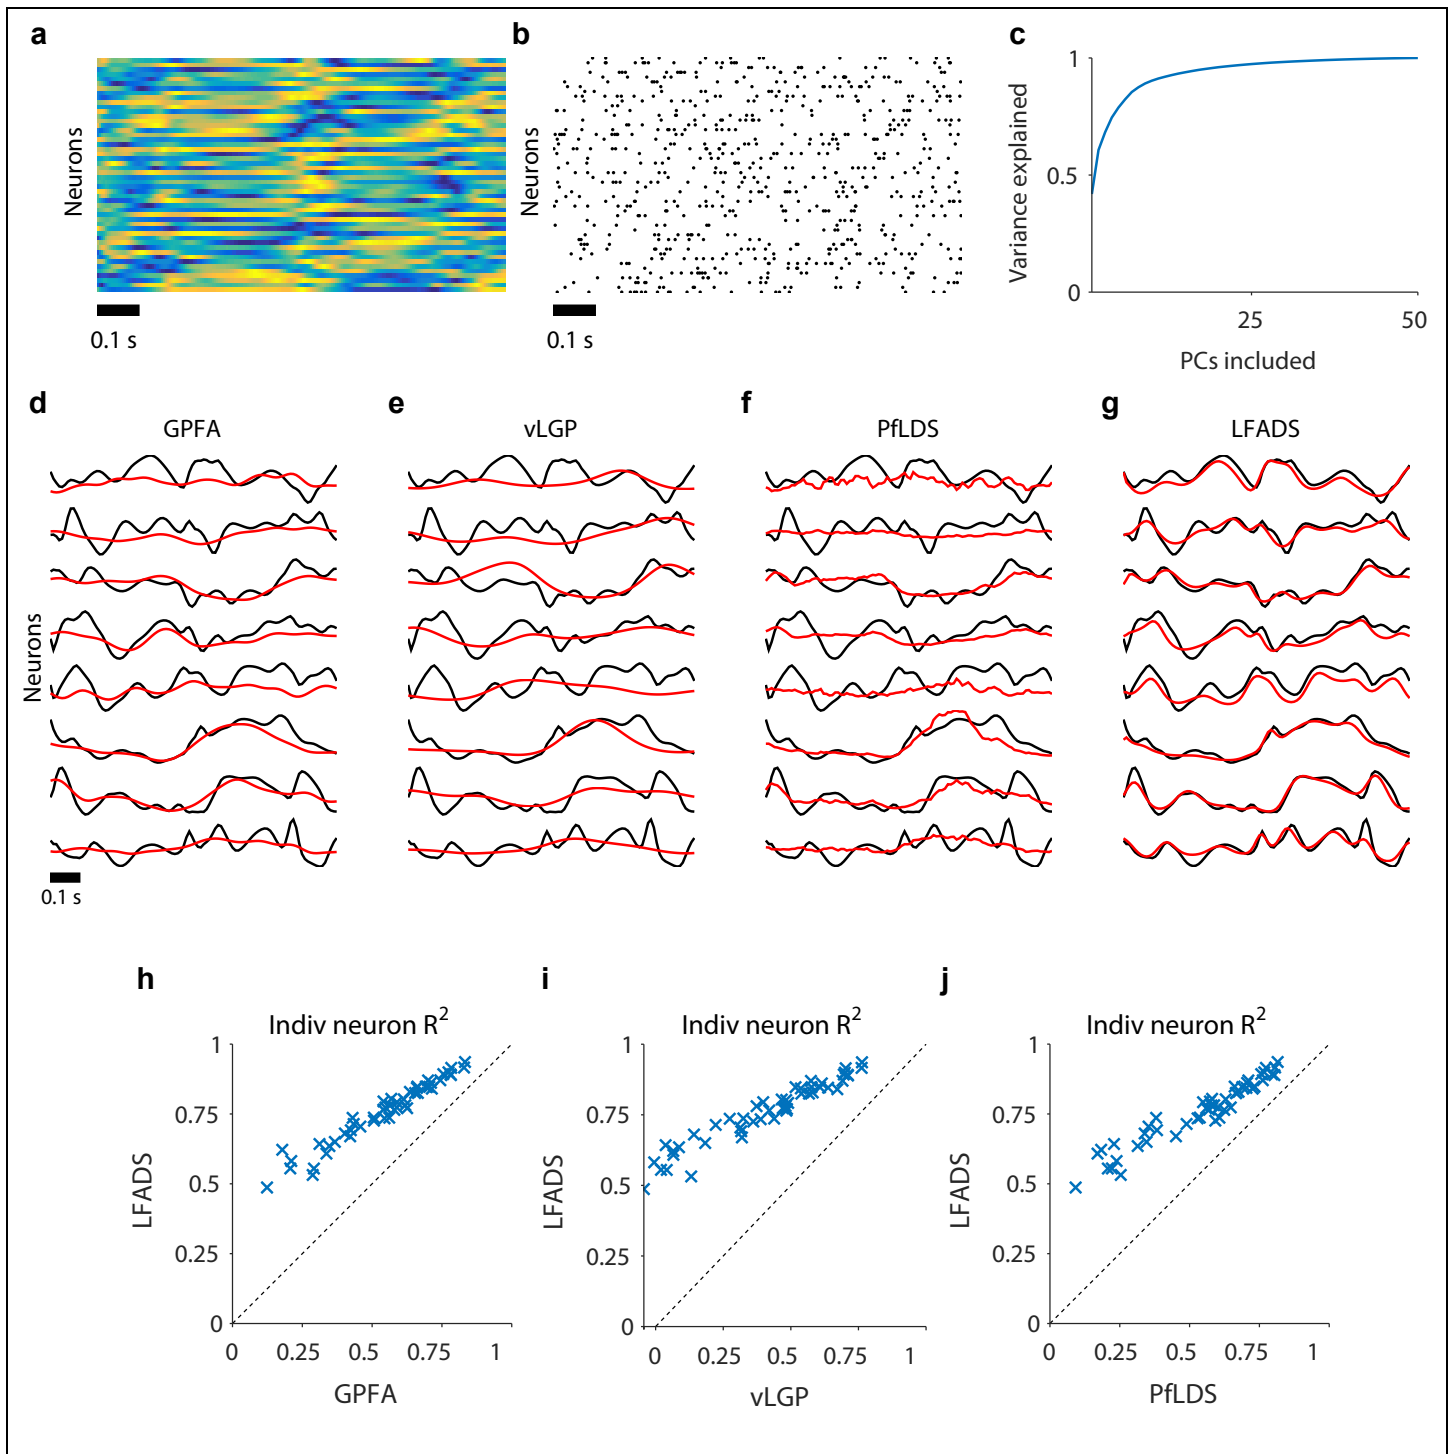 a
Neurons
0.1 s
b
Neurons
0.1 s
c
Variance explained
1
0.5
0
25
50
PCs included
d
GPFA
Neurons
0.1 s
e
vLGP
f
PfLDS
g
LFADS
h
Indiv neuron R²
LFADS
1
0.75
0.5
0.25
0
0 0.25 0.5 0.75 1
GPFA
i
Indiv neuron R²
LFADS
1
0.75
0.5
0.25
0
0 0.25 0.5 0.75 1
vLGP
j
Indiv neuron R²
LFADS
1
0.75
0.5
0.25
0
0 0.25 0.5 0.75 1
PfLDS